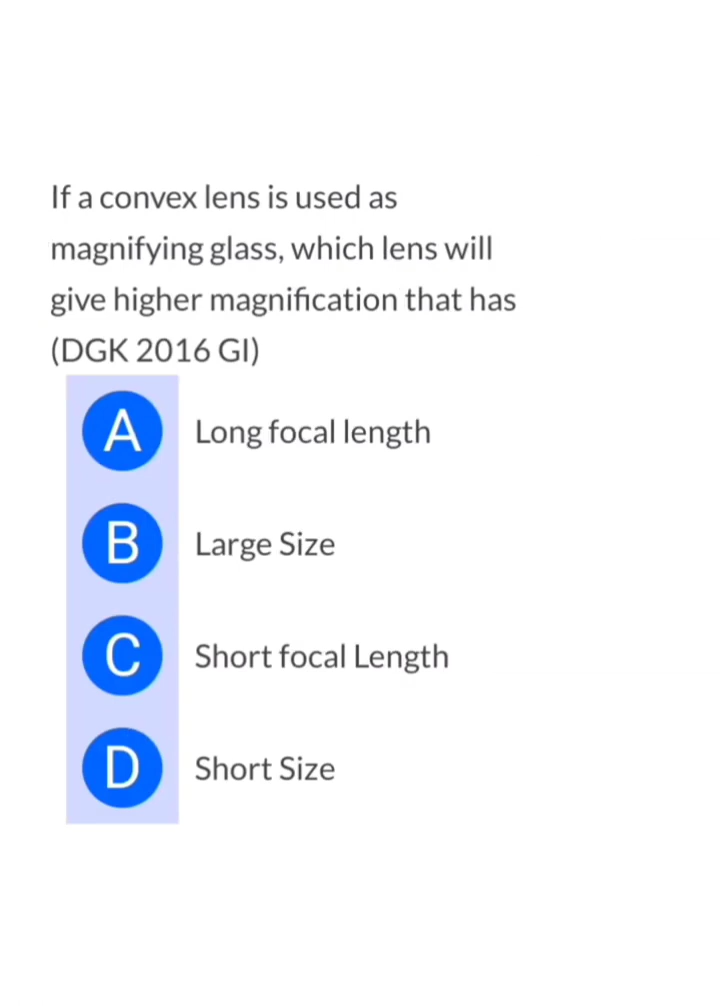 If a convex lens is used as
magnifying glass, which lens will
give higher magnification that has
(DGK 2016 GI)
A Long focal length
B Large Size
C Short focal Length
D Short Size